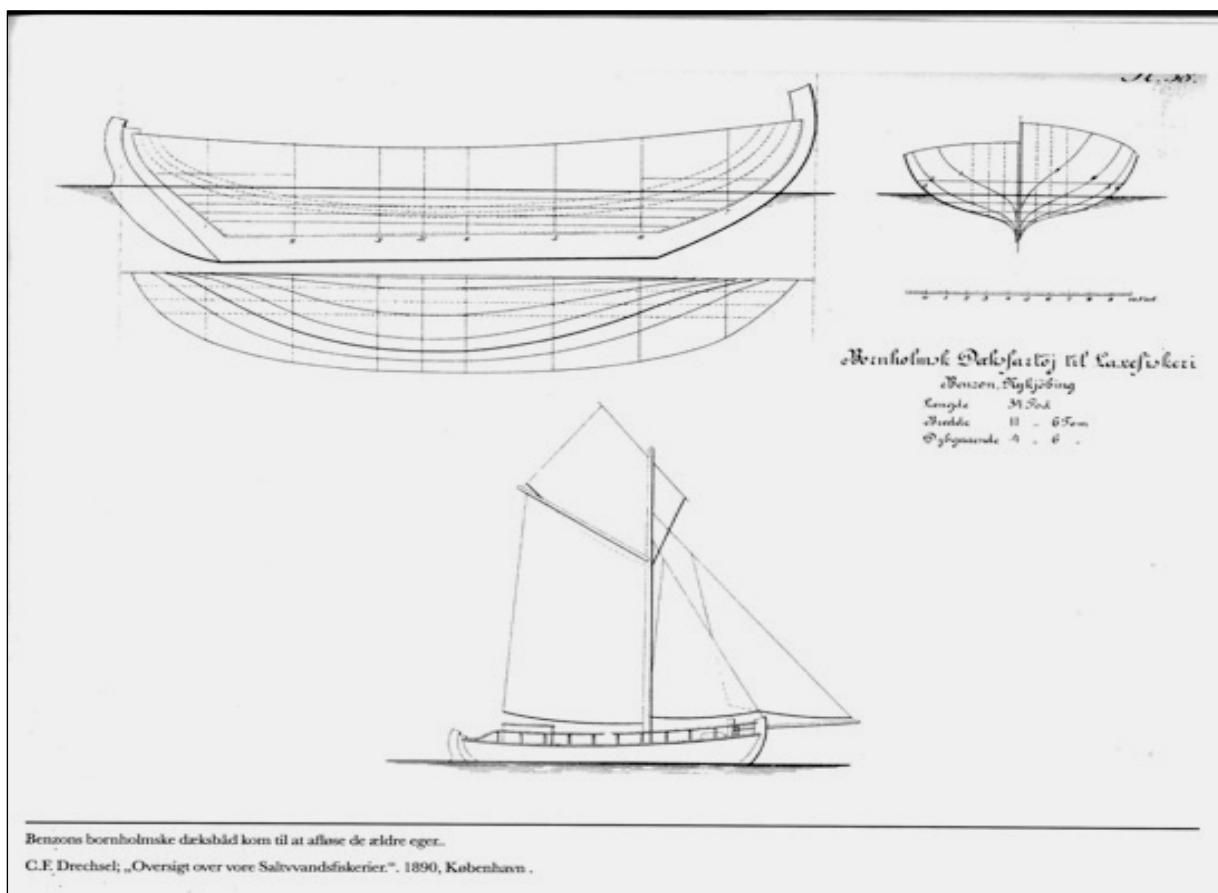 Bornholmsk Dæksfartøj til Laxefiskeri
Benzon, Nykjöbing
Længde 34 Fod
Bredde 11 „ 6 Tom
Dybgaaende 4 „ 6 „
Benzons bornholmske dæksbåd kom til at afløse de ældre eger..
C.F. Drechsel; „Oversigt over vore Saltvvandsfiskerier.“. 1890, København .